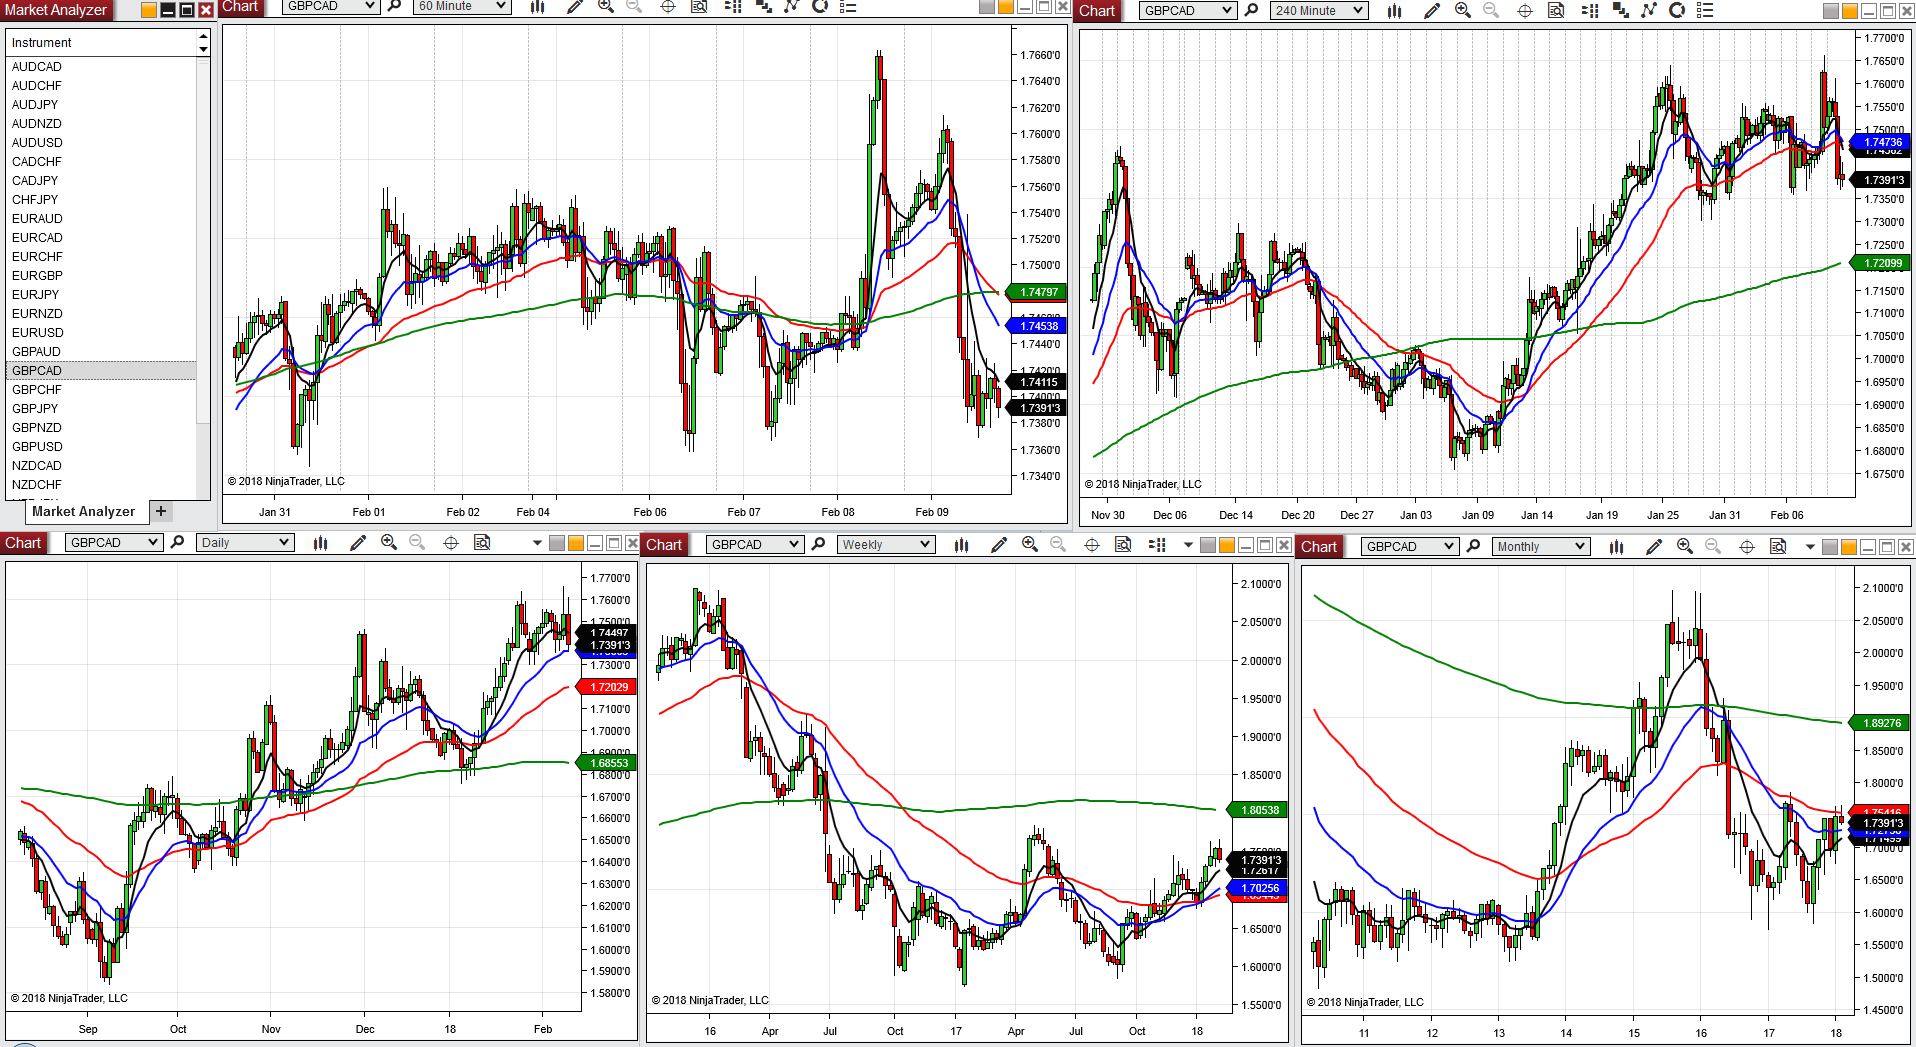 Market Analyzer
Instrument
AUDCAD
AUDCHF
AUDJPY
AUDNZD
AUDUSD
CADCHF
CADJPY
CHFJPY
EURAUD
EURCAD
EURCHF
EURGBP
EURJPY
EURNZD
EURUSD
GBPAUD
GBPCAD
GBPCHF
GBPJPY
GBPNZD
GBPUSD
NZDCAD
NZDCHF
Market Analyzer +
Chart GBPCAD 60 Minute
1.7660'0
1.7640'0
1.7620'0
1.7600'0
1.7580'0
1.7560'0
1.7540'0
1.7520'0
1.7500'0
1.74797
1.74538
1.7440'0
1.74115
1.7391'3
1.7380'0
1.7360'0
1.7340'0
© 2018 NinjaTrader, LLC
Jan 31 Feb 01 Feb 02 Feb 04 Feb 06 Feb 07 Feb 08 Feb 09
Chart GBPCAD 240 Minute
1.7700'0
1.7650'0
1.7600'0
1.7550'0
1.7500'0
1.74736
1.7391'3
1.7350'0
1.7300'0
1.7250'0
1.72099
1.7150'0
1.7100'0
1.7050'0
1.7000'0
1.6950'0
1.6900'0
1.6850'0
1.6800'0
1.6750'0
© 2018 NinjaTrader, LLC
Nov 30 Dec 06 Dec 14 Dec 20 Dec 27 Jan 03 Jan 09 Jan 14 Jan 19 Jan 25 Jan 31 Feb 06
Chart GBPCAD Daily
1.7700'0
1.7600'0
1.74497
1.7391'3
1.7300'0
1.72029
1.7100'0
1.7000'0
1.6900'0
1.68553
1.6800'0
1.6700'0
1.6600'0
1.6500'0
1.6400'0
1.6300'0
1.6200'0
1.6100'0
1.6000'0
1.5900'0
1.5800'0
© 2018 NinjaTrader, LLC
Sep Oct Nov Dec 18 Feb
Chart GBPCAD Weekly
2.1000'0
2.0500'0
2.0000'0
1.9500'0
1.9000'0
1.8500'0
1.80538
1.7391'3
1.72617
1.70256
1.6500'0
1.6000'0
1.5500'0
© 2018 NinjaTrader, LLC
16 Apr Jul Oct 17 Apr Jul Oct 18
Chart GBPCAD Monthly
2.1000'0
2.0500'0
2.0000'0
1.9500'0
1.89276
1.8500'0
1.8000'0
1.7391'3
1.7000'0
1.6500'0
1.6000'0
1.5500'0
1.5000'0
1.4500'0
© 2018 NinjaTrader, LLC
11 12 13 14 15 16 17 18